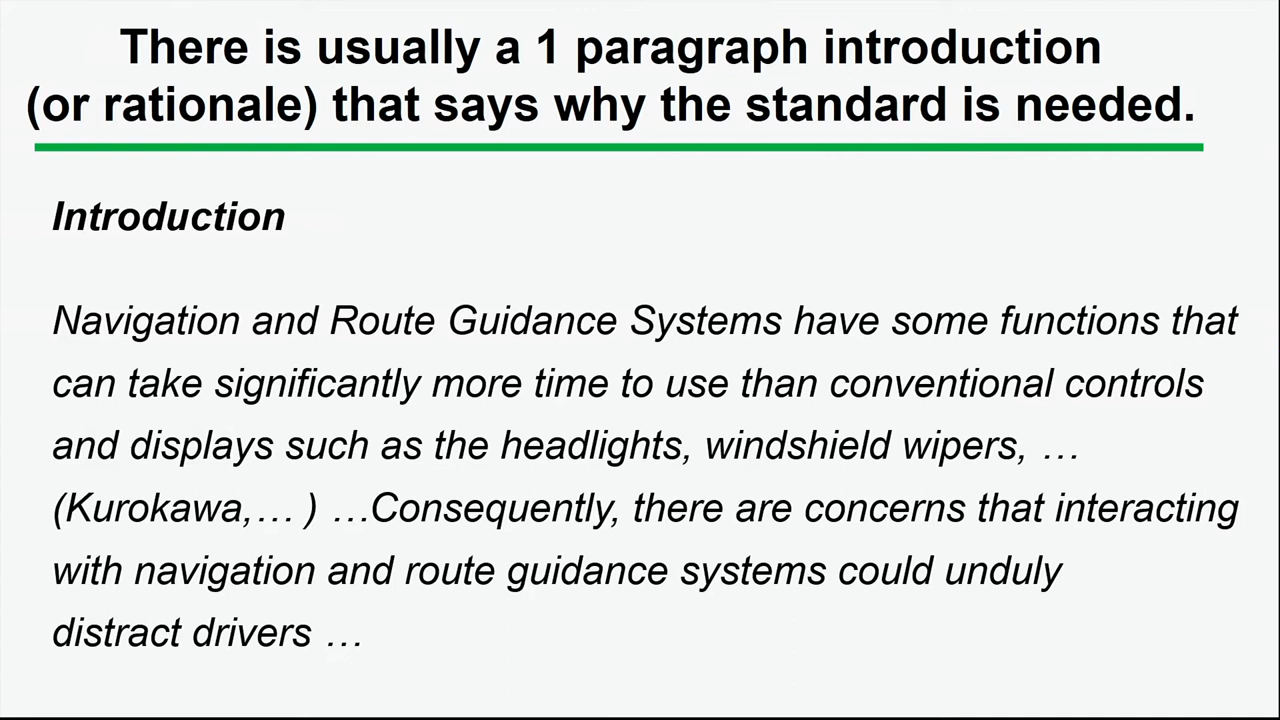 There is usually a 1 paragraph introduction
(or rationale) that says why the standard is needed.
Introduction
Navigation and Route Guidance Systems have some functions that
can take significantly more time to use than conventional controls
and displays such as the headlights, windshield wipers, …
(Kurokawa,… ) …Consequently, there are concerns that interacting
with navigation and route guidance systems could unduly
distract drivers …